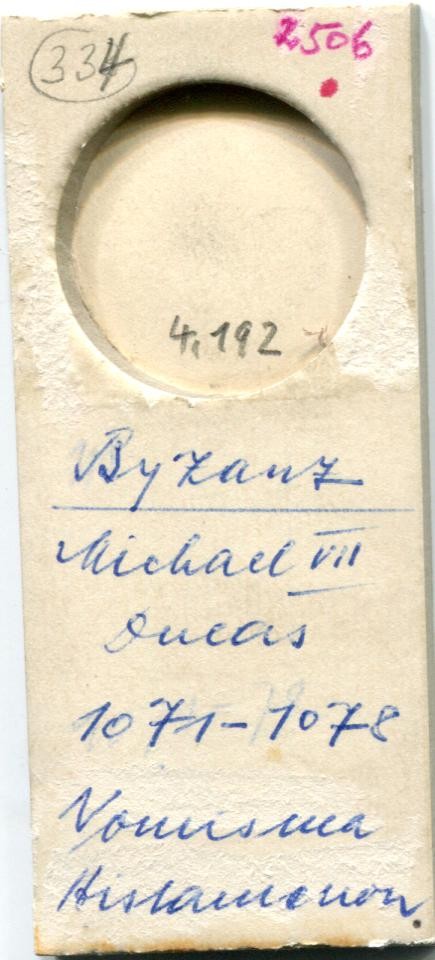 334
2506
4,192
Byzanz
Michael VII
Ducas
1071-1078
Nomisma
Histamenon